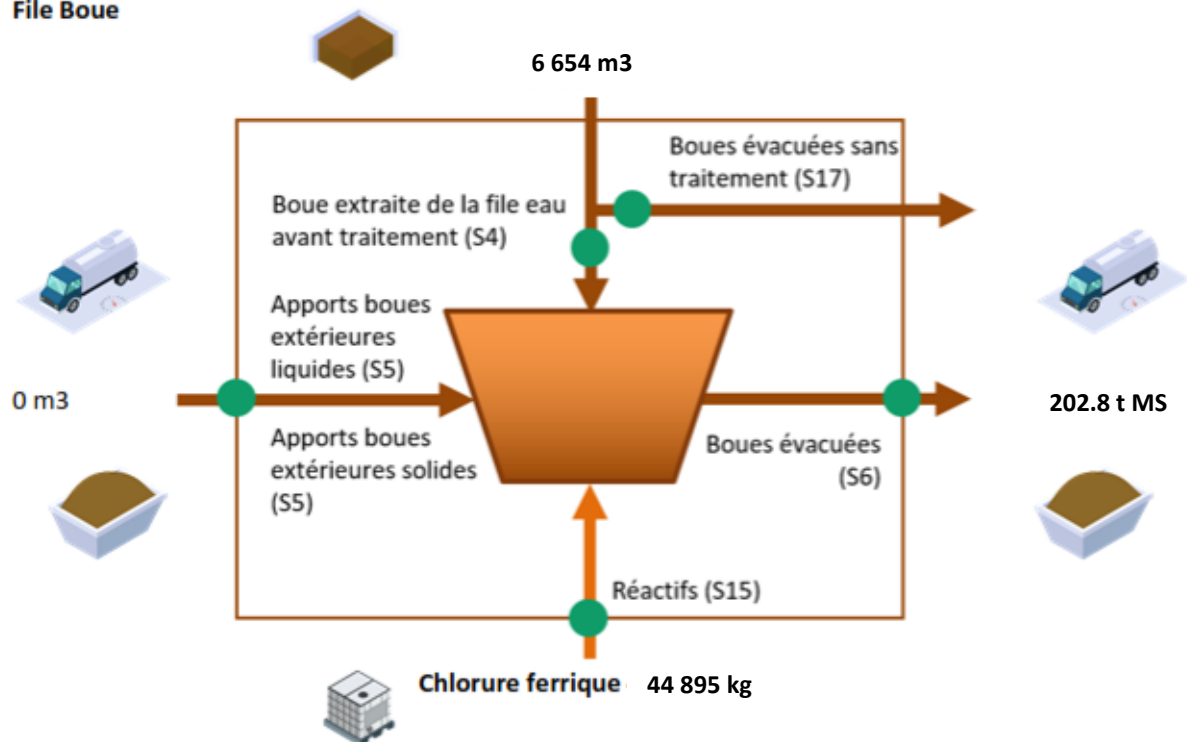 File Boue
6 654 m3
Boues évacuées sans
traitement (S17)
Boue extraite de la file eau
avant traitement (S4)
Apports boues
extérieures
liquides (S5)
0 m3
202.8 t MS
Apports boues
extérieures solides
(S5)
Boues évacuées
(S6)
Réactifs (S15)
Chlorure ferrique 44 895 kg